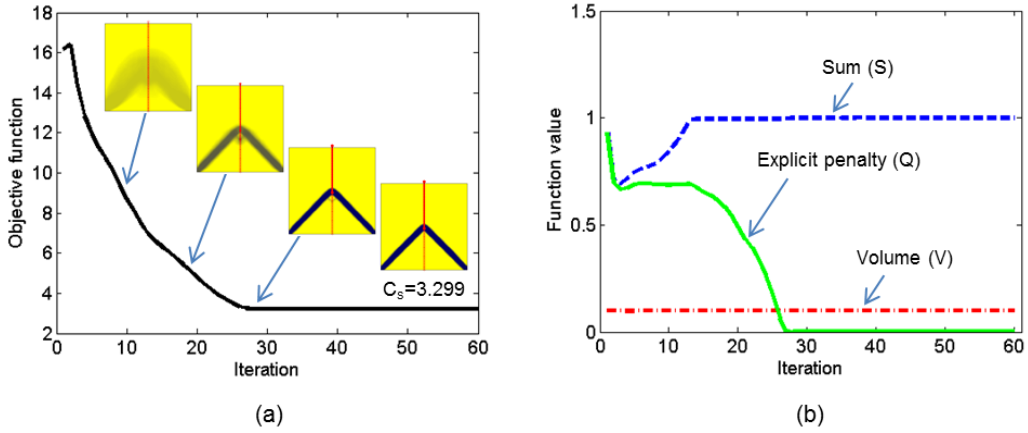 18
16
14
12
10
8
6
4
2
Objective function
0 10 20 30 40 50 60
Iteration
C_S=3.299
(a)
1.5
1
0.5
0
Function value
0 10 20 30 40 50 60
Iteration
Sum (S)
Explicit penalty (Q)
Volume (V)
(b)